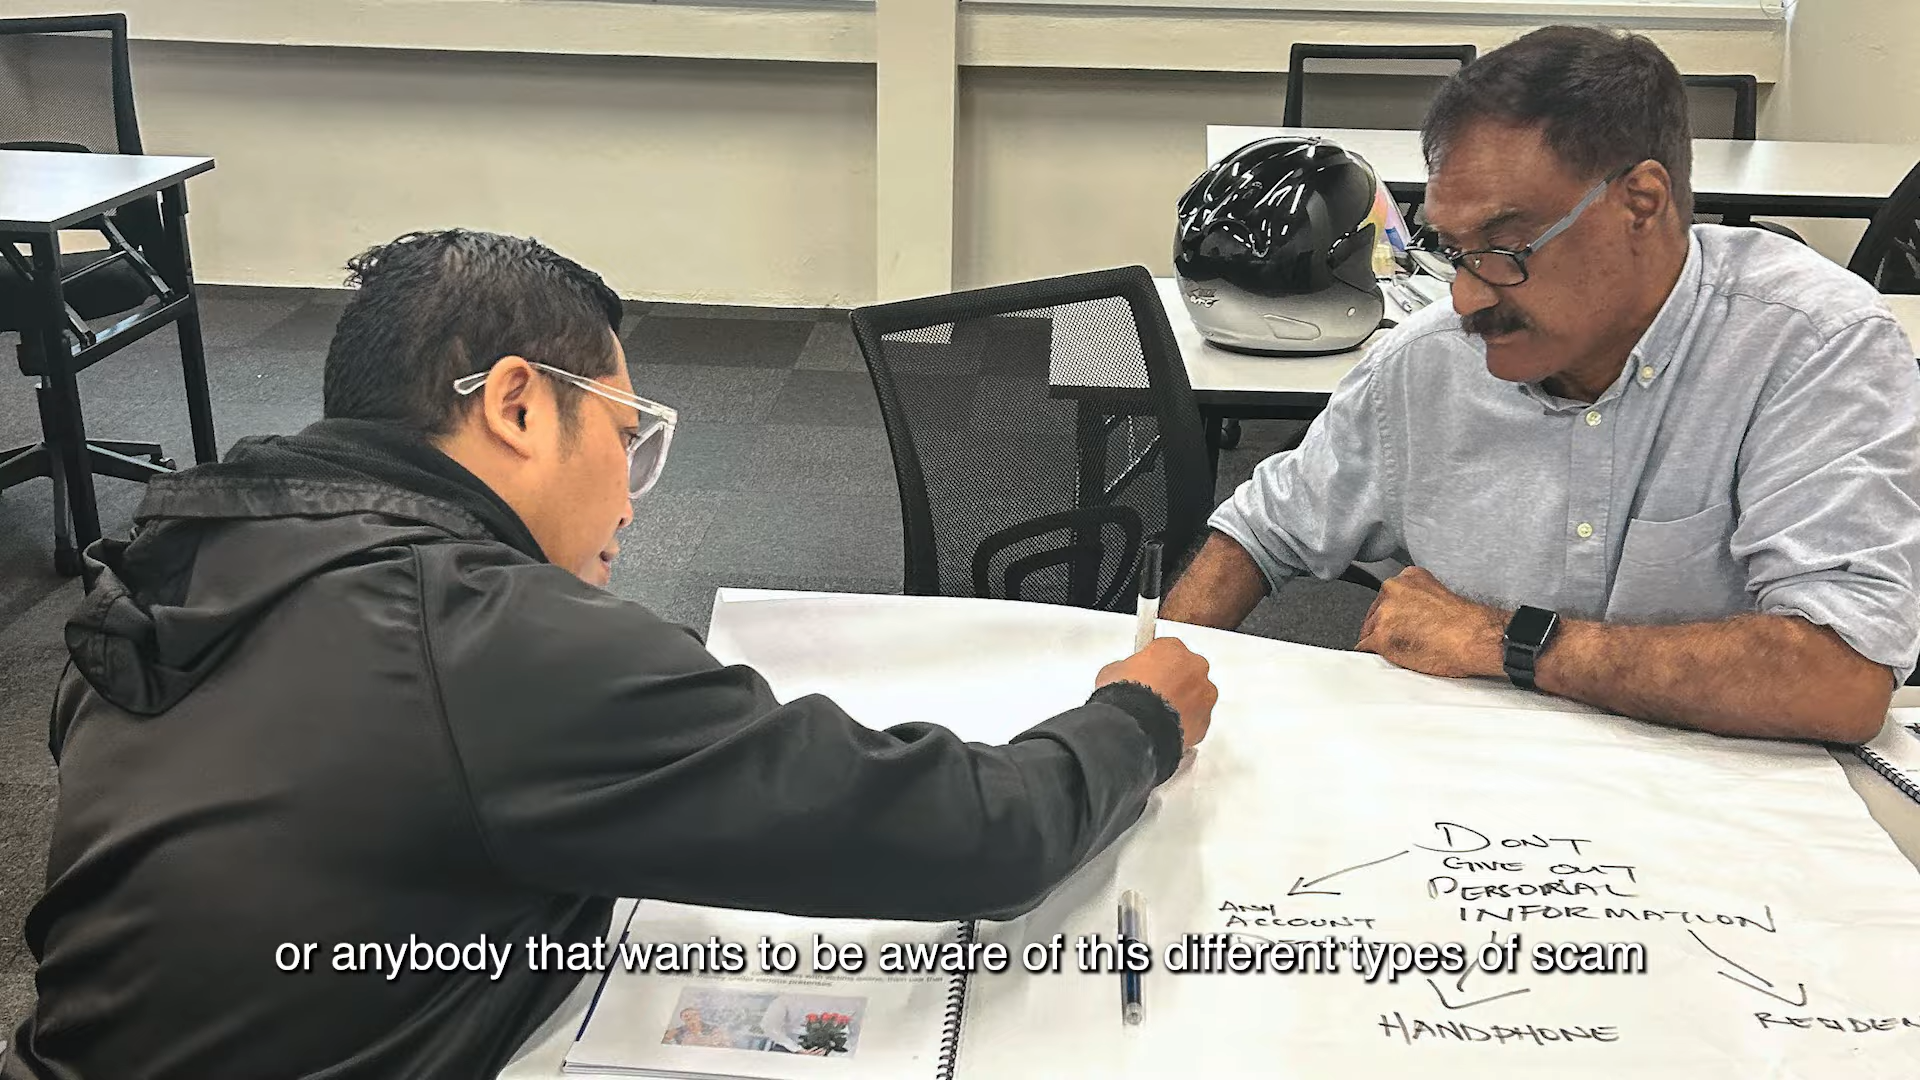 DONT
GIVE OUT
PERSONAL
INFORMATION
ANY
ACCOUNT
HANDPHONE
or anybody that wants to be aware of this different types of scam